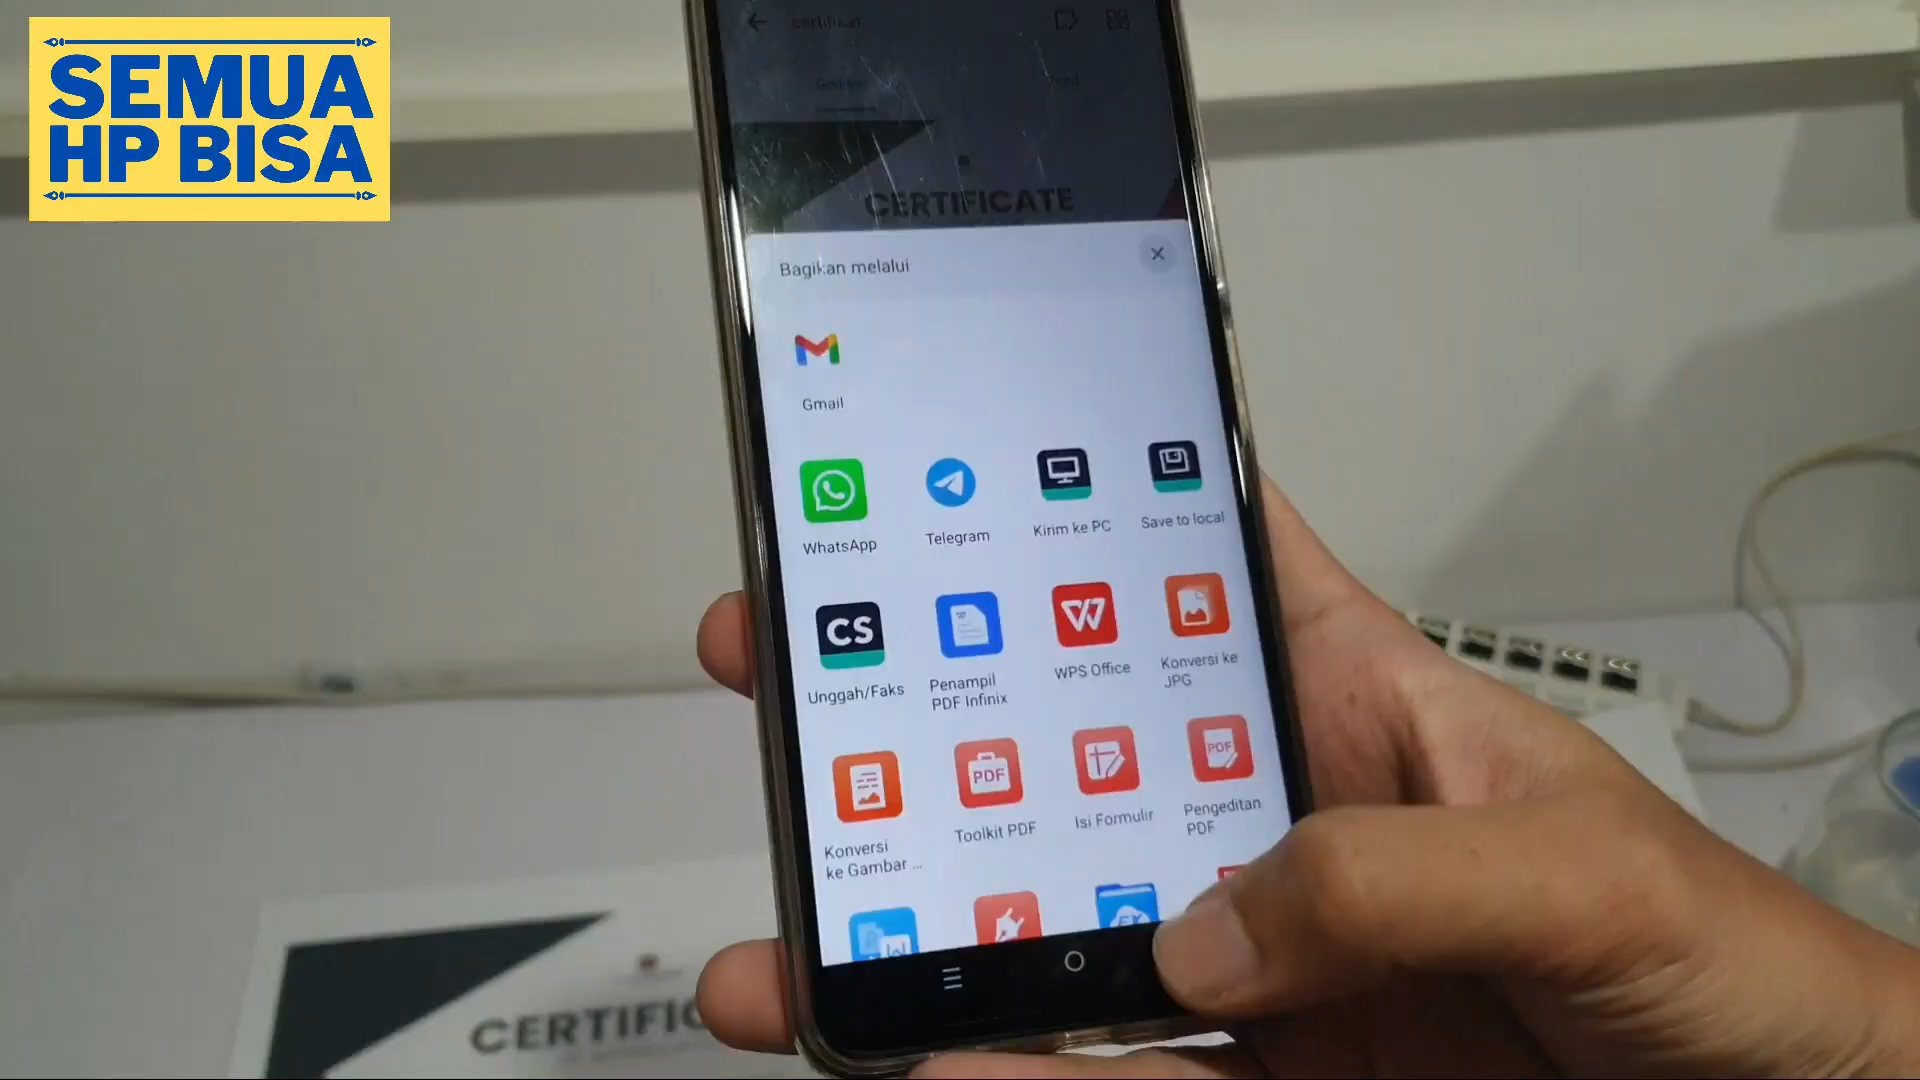 SEMUA
HP BISA
sertifikat
CERTIFICATE
Bagikan melalui
Gmail
WhatsApp
Telegram
Kirim ke PC
Save to local
CS
Unggah/Faks
Penampil
PDF Infinix
WPS Office
Konversi ke
JPG
Konversi
ke Gambar ...
PDF
Toolkit PDF
Isi Formulir
PDF
Pengeditan
PDF
CERTIFIC